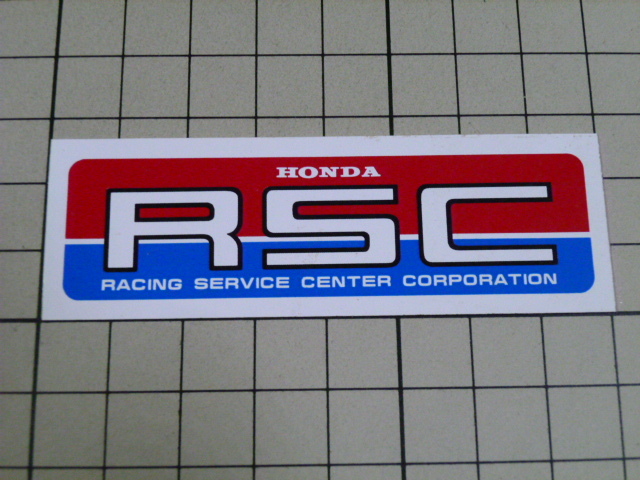 HONDA
RSC
RACING SERVICE CENTER CORPORATION